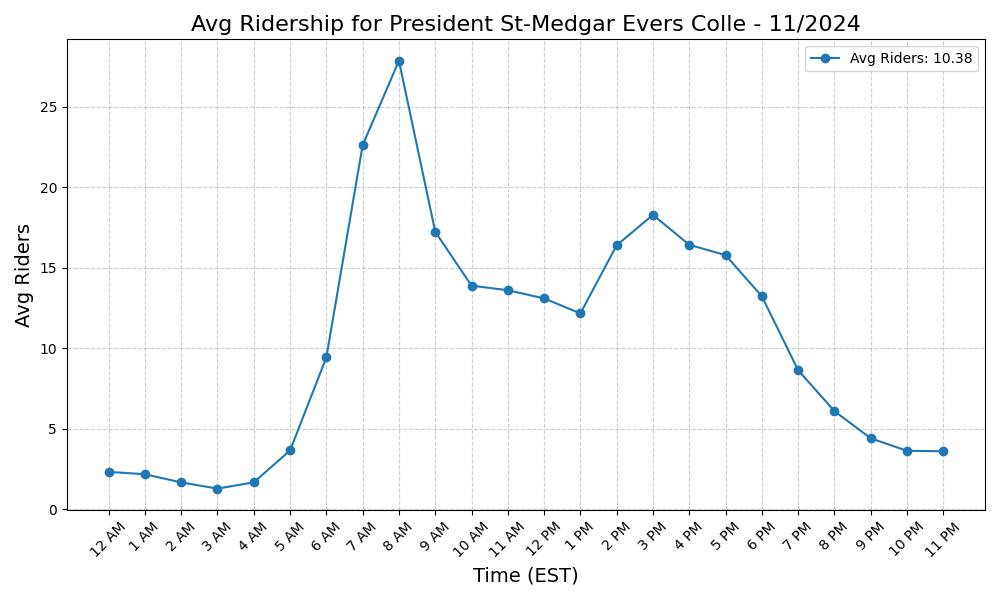 Avg Ridership for President St-Medgar Evers Colle - 11/2024
Avg Riders: 10.38
Avg Riders
25
20
15
10
5
0
12 AM
1 AM
2 AM
3 AM
4 AM
5 AM
6 AM
7 AM
8 AM
9 AM
10 AM
11 AM
12 PM
1 PM
2 PM
3 PM
4 PM
5 PM
6 PM
7 PM
8 PM
9 PM
10 PM
11 PM
Time (EST)